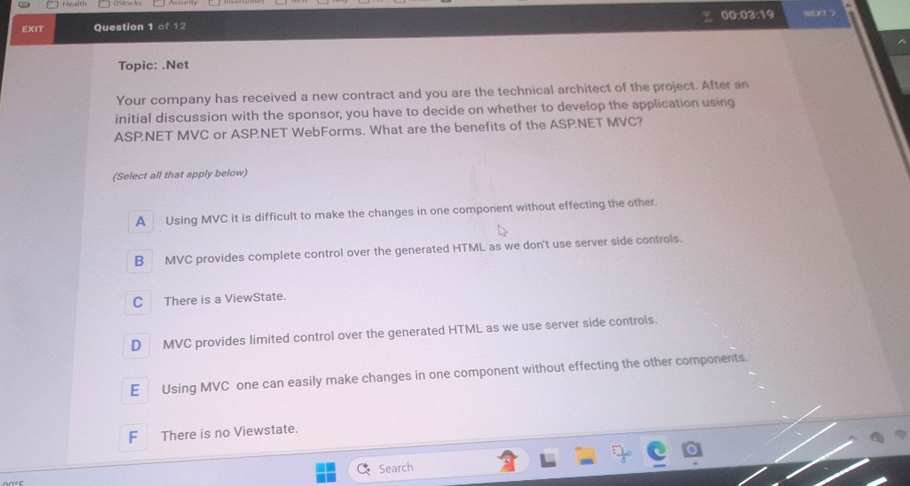 Health
EXIT
Question 1 of 12
00:03:19
NEXT >
Topic: .Net
Your company has received a new contract and you are the technical architect of the project. After an
initial discussion with the sponsor, you have to decide on whether to develop the application using
ASP.NET MVC or ASP.NET WebForms. What are the benefits of the ASP.NET MVC?
(Select all that apply below)
A Using MVC it is difficult to make the changes in one component without effecting the other.
B MVC provides complete control over the generated HTML as we don't use server side controls.
C There is a ViewState.
D MVC provides limited control over the generated HTML as we use server side controls.
E Using MVC one can easily make changes in one component without effecting the other components.
F There is no Viewstate.
Search